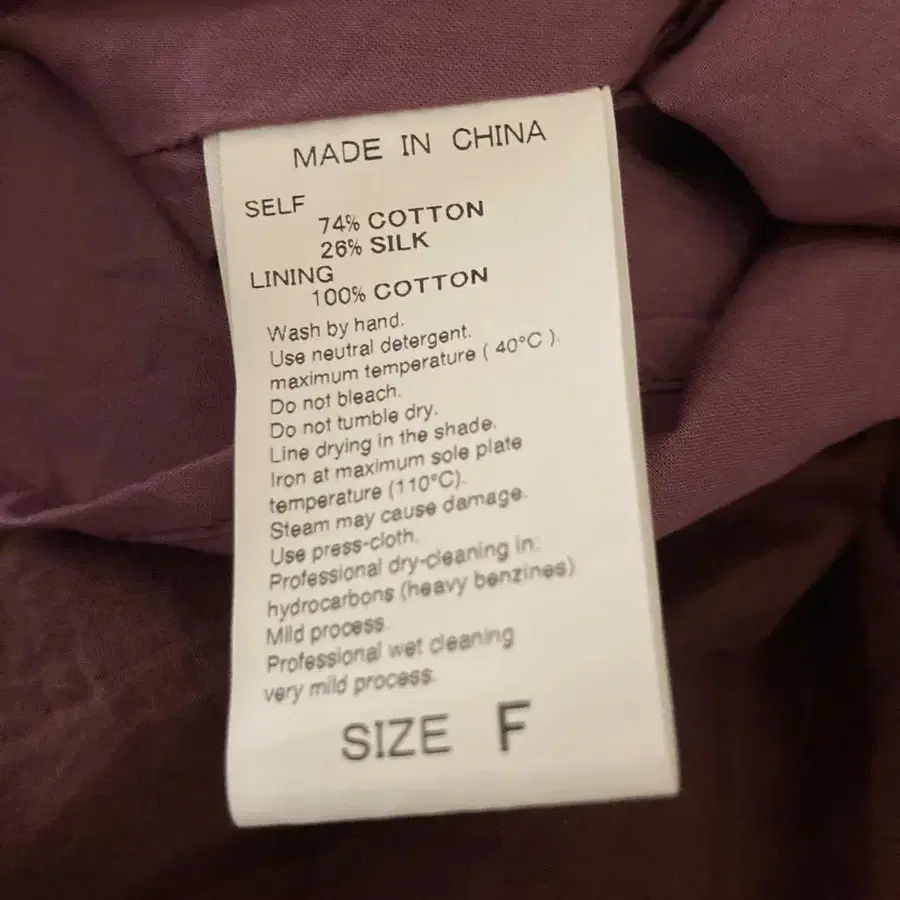 MADE IN CHINA
SELF
74% COTTON
26% SILK
LINING
100% COTTON
Wash by hand.
Use neutral detergent.
maximum temperature ( 40°C ).
Do not bleach.
Do not tumble dry.
Line drying in the shade.
Iron at maximum sole plate
temperature (110°C).
Steam may cause damage.
Use press-cloth.
Professional dry-cleaning in:
hydrocarbons (heavy benzines)
Mild process.
Professional wet cleaning
very mild process.
SIZE F